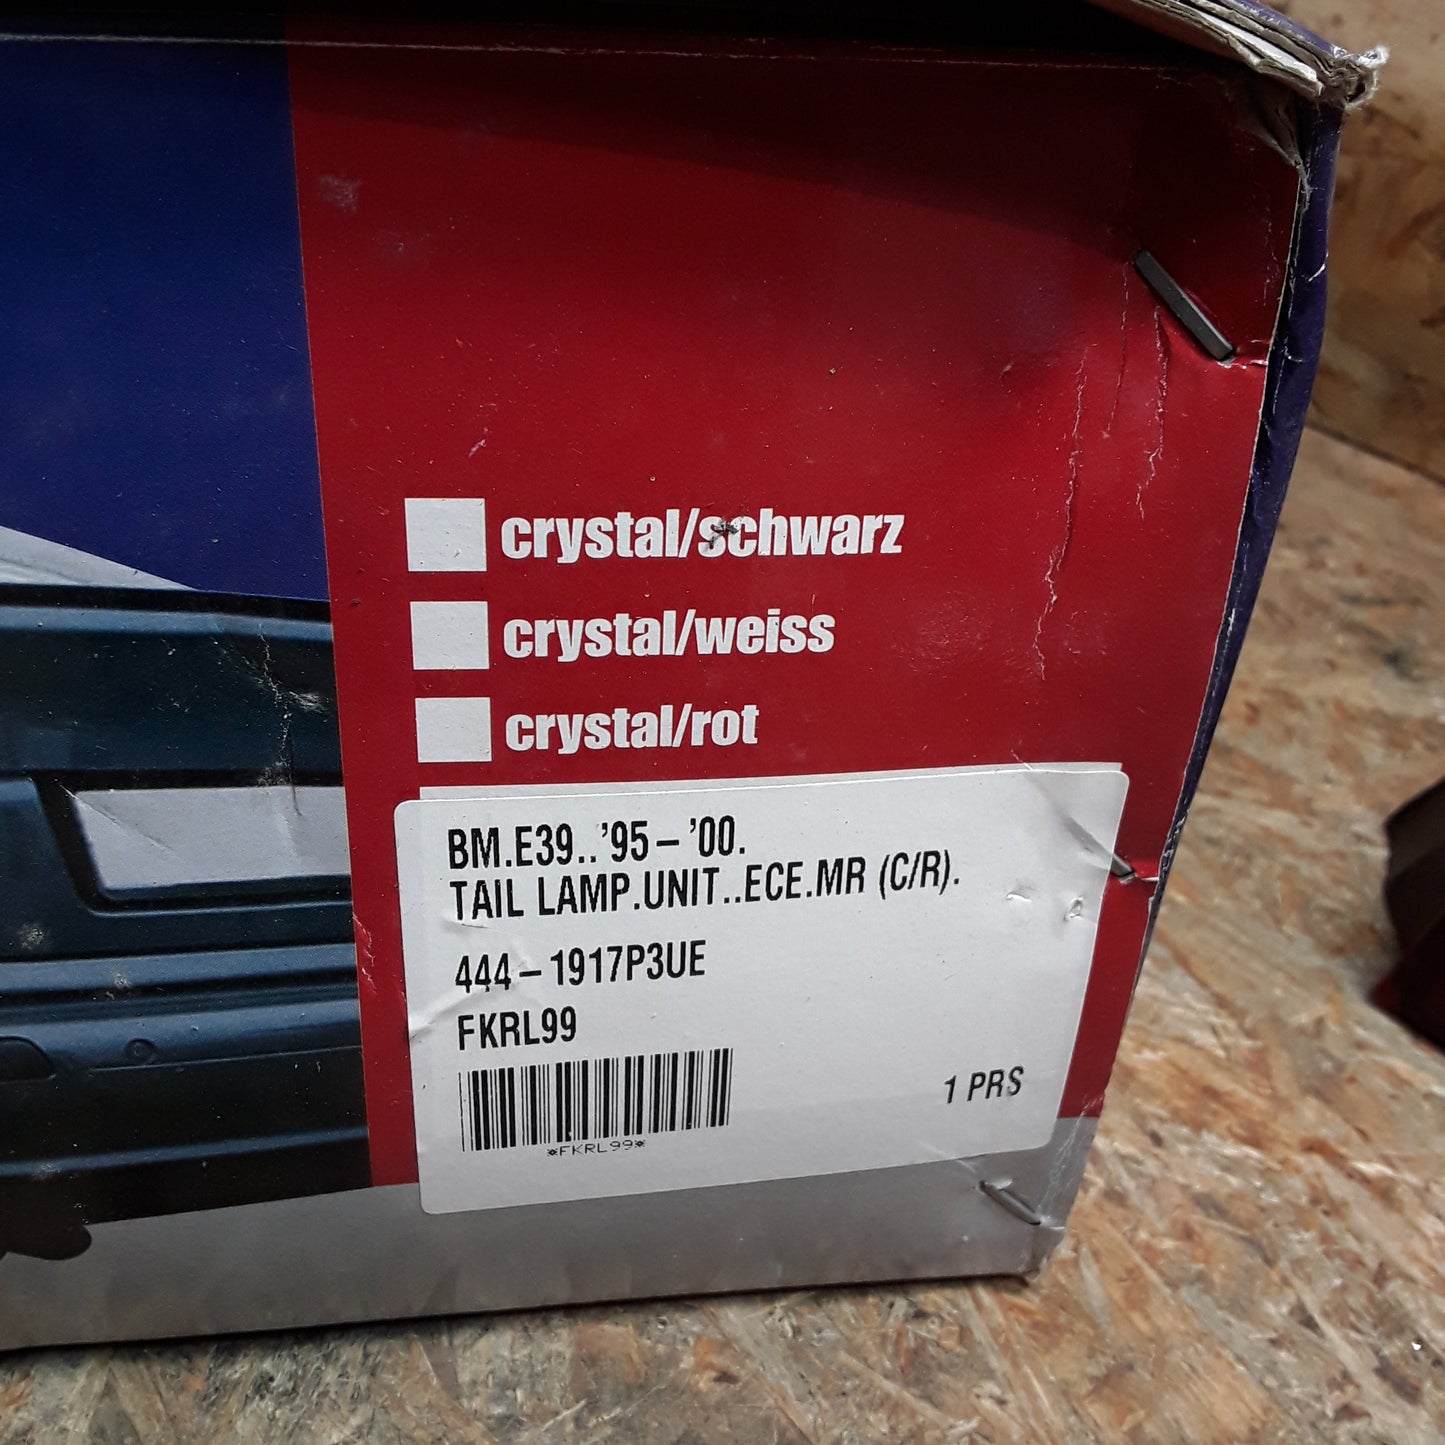 crystal/schwarz
crystal/weiss
crystal/rot
BM.E39..'95-'00.
TAIL LAMP.UNIT..ECE.MR (C/R).
444-1917P3UE
FKRL99
*FKRL99*
1 PRS